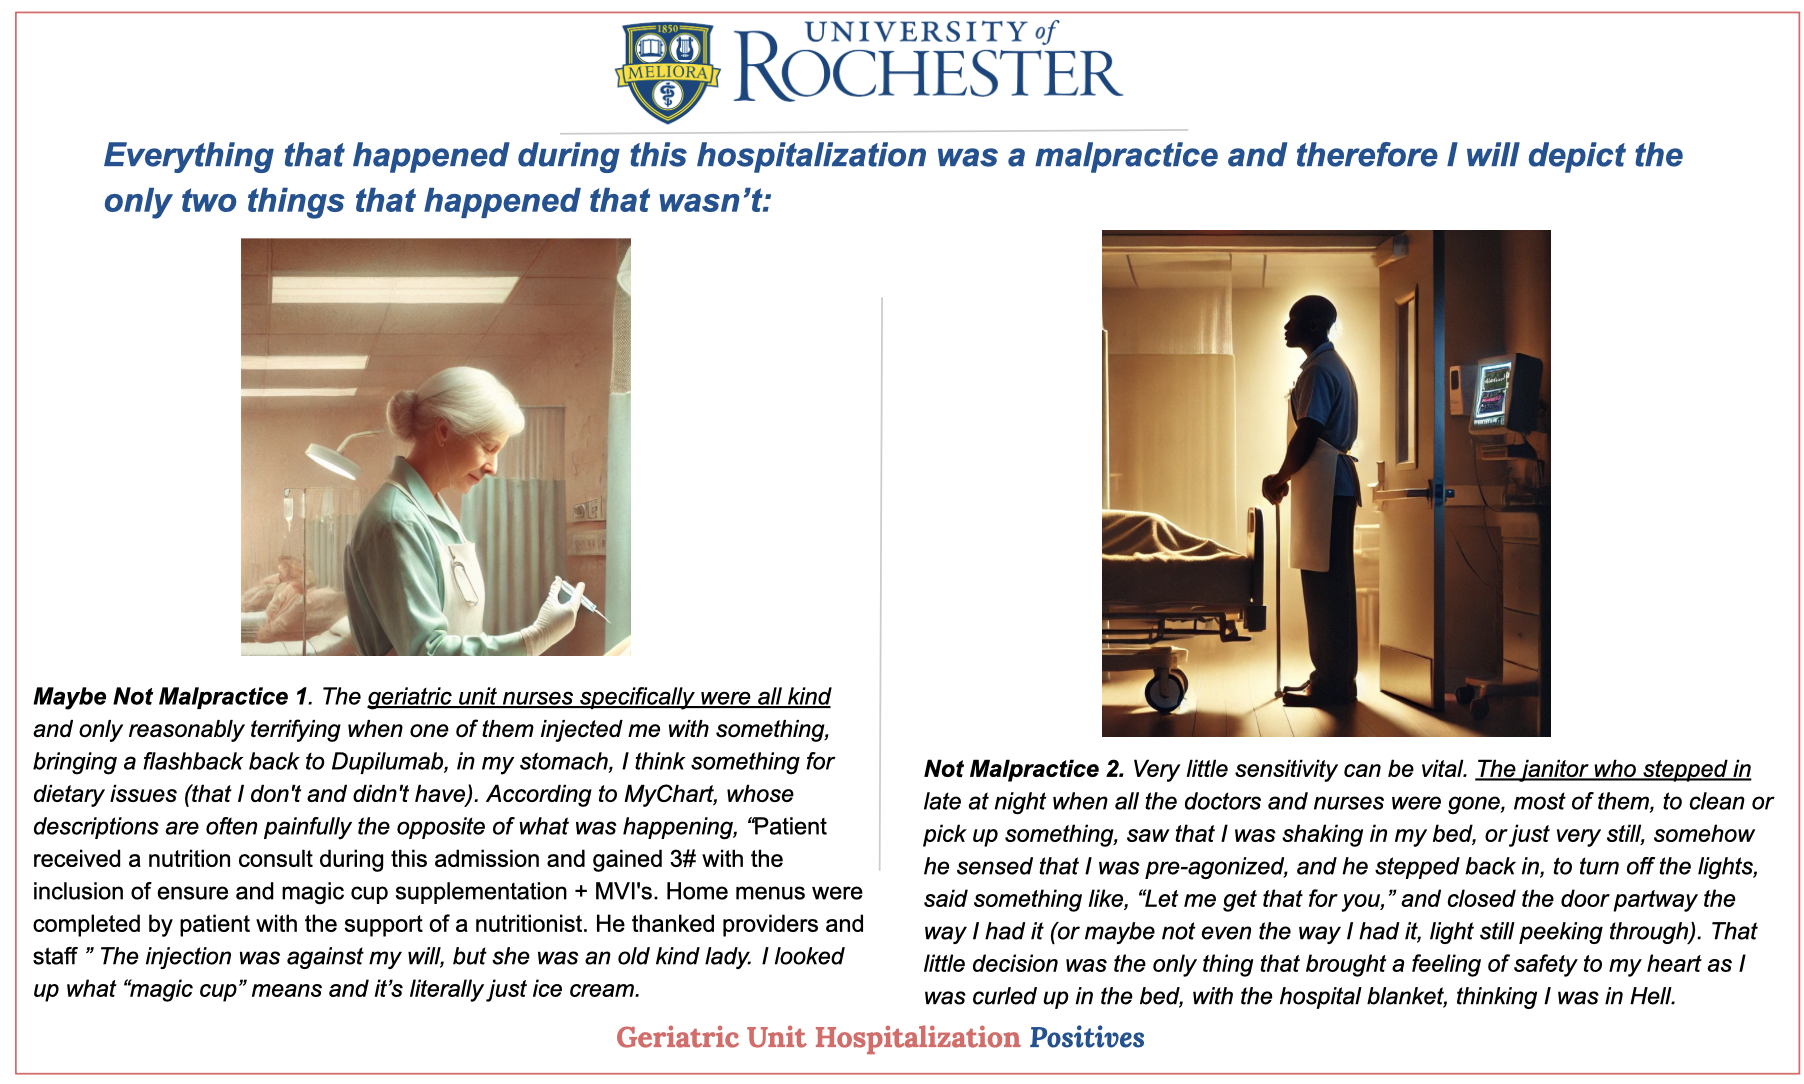 1850
MELIORA
UNIVERSITY of
ROCHESTER
Everything that happened during this hospitalization was a malpractice and therefore I will depict the
only two things that happened that wasn’t:
Maybe Not Malpractice 1. The geriatric unit nurses specifically were all kind
and only reasonably terrifying when one of them injected me with something,
bringing a flashback back to Dupilumab, in my stomach, I think something for
dietary issues (that I don't and didn't have). According to MyChart, whose
descriptions are often painfully the opposite of what was happening, “Patient
received a nutrition consult during this admission and gained 3# with the
inclusion of ensure and magic cup supplementation + MVI's. Home menus were
completed by patient with the support of a nutritionist. He thanked providers and
staff ” The injection was against my will, but she was an old kind lady. I looked
up what “magic cup” means and it’s literally just ice cream.
Not Malpractice 2. Very little sensitivity can be vital. The janitor who stepped in
late at night when all the doctors and nurses were gone, most of them, to clean or
pick up something, saw that I was shaking in my bed, or just very still, somehow
he sensed that I was pre-agonized, and he stepped back in, to turn off the lights,
said something like, “Let me get that for you,” and closed the door partway the
way I had it (or maybe not even the way I had it, light still peeking through). That
little decision was the only thing that brought a feeling of safety to my heart as I
was curled up in the bed, with the hospital blanket, thinking I was in Hell.
Geriatric Unit Hospitalization Positives